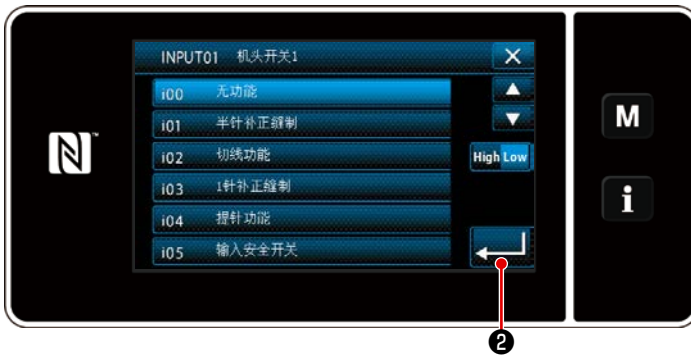 INPUT01 机头开关1
i00 无功能
i01 半针补正缝制
i02 切线功能
High Low
i03 1针补正缝制
i04 提针功能
i05 输入安全开关
M
i
❷